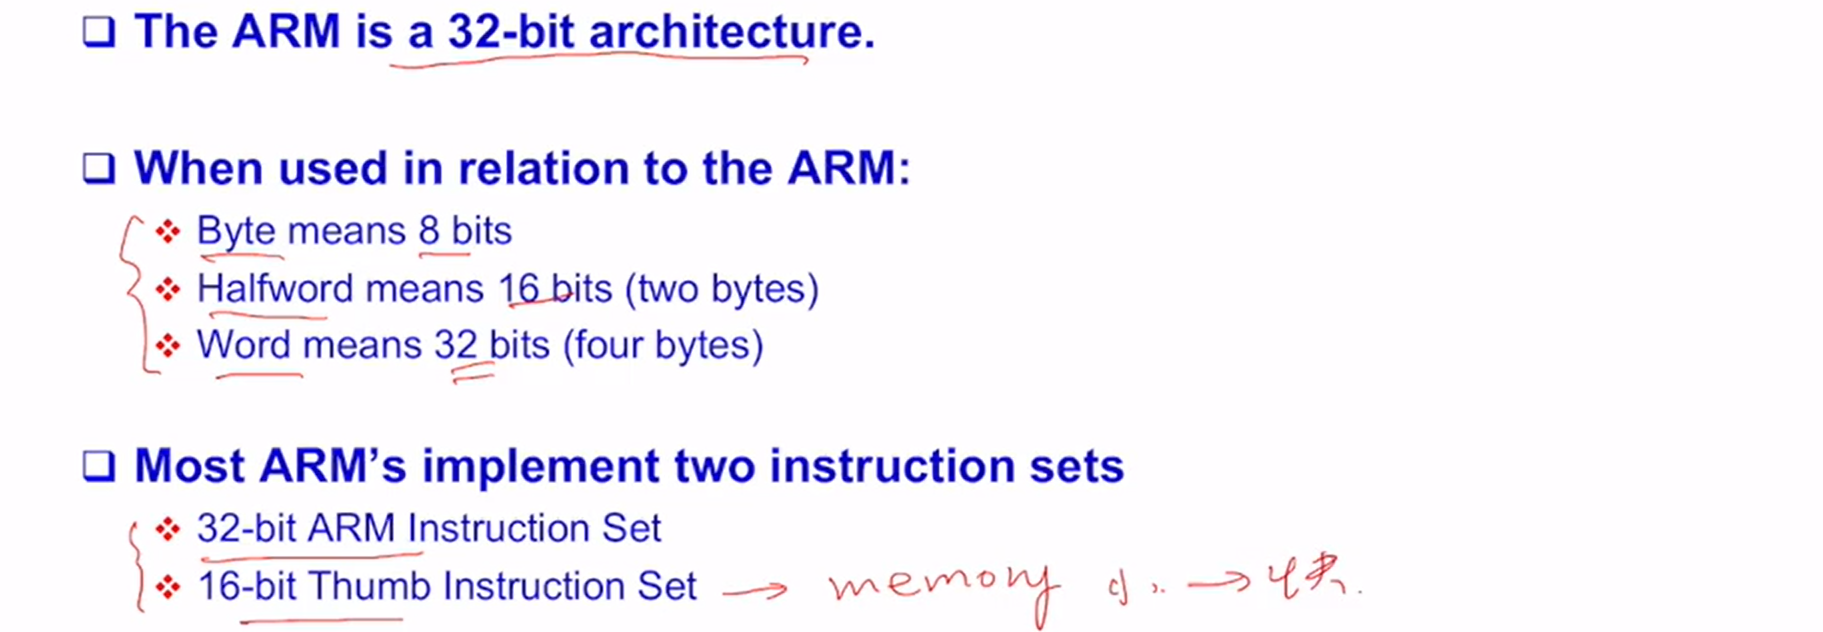 The ARM is a 32-bit architecture.
When used in relation to the ARM:
Byte means 8 bits
Halfword means 16 bits (two bytes)
Word means 32 bits (four bytes)
Most ARM's implement two instruction sets
32-bit ARM Instruction Set
16-bit Thumb Instruction Set → memory 小 →快.